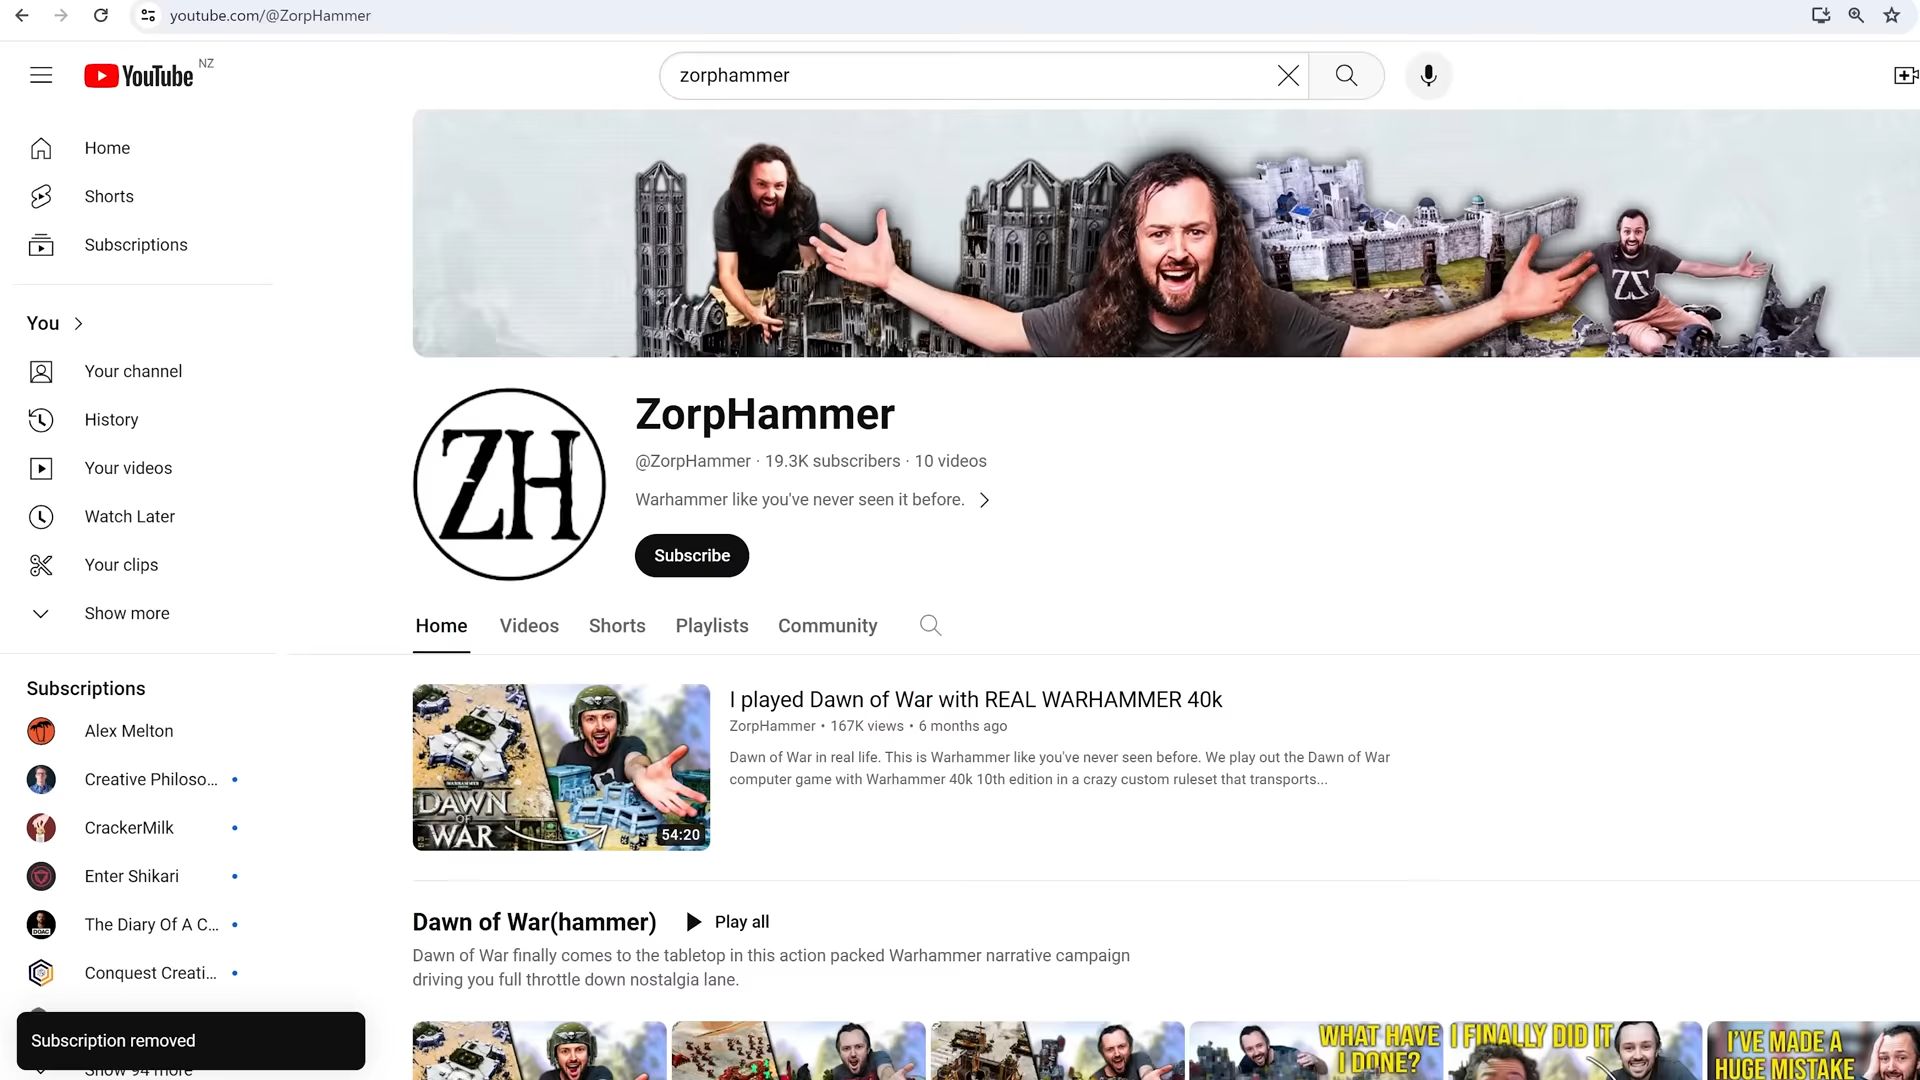 youtube.com/@ZorpHammer
YouTube NZ
zorphammer
Home
Shorts
Subscriptions
You
Your channel
History
Your videos
Watch Later
Your clips
Show more
Subscriptions
Alex Melton
Creative Philoso...
CrackerMilk
Enter Shikari
The Diary Of A C...
Conquest Creati...
Subscription removed
Show 94 more
ZS
ZH
ZorpHammer
@ZorpHammer · 19.3K subscribers · 10 videos
Warhammer like you've never seen it before.
Subscribe
Home Videos Shorts Playlists Community
DAWN
OF
WAR
54:20
I played Dawn of War with REAL WARHAMMER 40k
ZorpHammer • 167K views • 6 months ago
Dawn of War in real life. This is Warhammer like you've never seen before. We play out the Dawn of War
computer game with Warhammer 40k 10th edition in a crazy custom ruleset that transports...
Dawn of War(hammer)
Play all
Dawn of War finally comes to the tabletop in this action packed Warhammer narrative campaign
driving you full throttle down nostalgia lane.
WHAT HAVE
I DONE?
I FINALLY DID IT
I'VE MADE A
HUGE MISTAKE